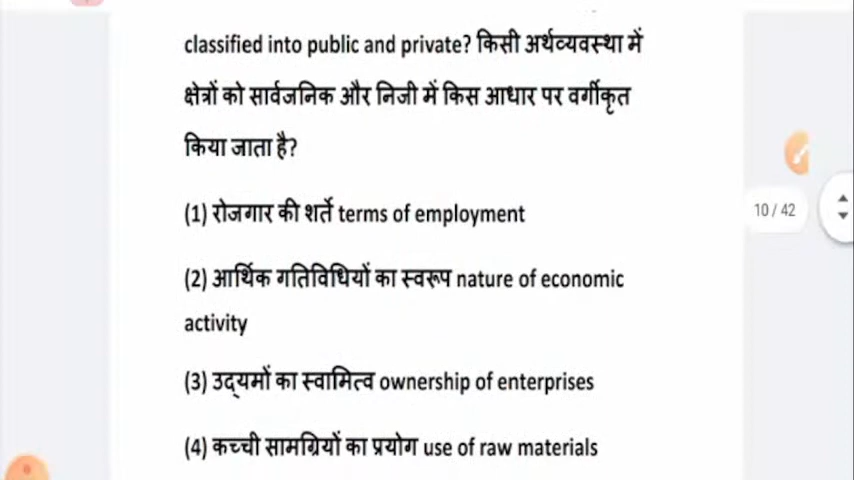 classified into public and private? किसी अर्थव्यवस्था में
क्षेत्रों को सार्वजनिक और निजी में किस आधार पर वर्गीकृत
किया जाता है?
(1) रोजगार की शर्ते terms of employment
10 / 42
(2) आर्थिक गतिविधियों का स्वरूप nature of economic
activity
(3) उद्यमों का स्वामित्व ownership of enterprises
(4) कच्ची सामग्रियों का प्रयोग use of raw materials